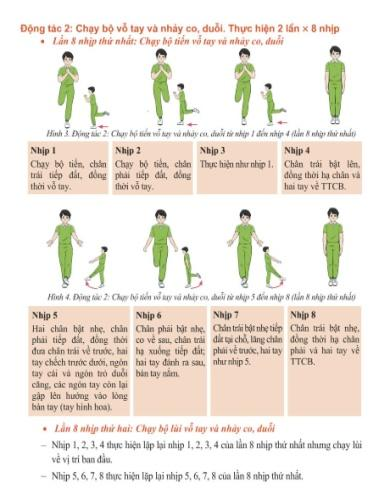 Động tác 2: Chạy bộ vỗ tay và nhảy co, duỗi. Thực hiện 2 lần × 8 nhịp
• Lần 8 nhịp thứ nhất: Chạy bộ tiến vỗ tay và nhảy co, duỗi
Hình 3. Động tác 2: Chạy bộ tiến vỗ tay và nhảy co, duỗi từ nhịp 1 đến nhịp 4 (lần 8 nhịp thứ nhất)
Nhịp 1
Chạy bộ tiến, chân
trái tiếp đất, đồng
thời vỗ tay.
Nhịp 2
Chạy bộ tiến, chân
phải tiếp đất, đồng
thời vỗ tay.
Nhịp 3
Thực hiện như nhịp 1.
Nhịp 4
Chân trái bật lên,
đồng thời hạ chân và
hai tay về TTCB.
Hình 4. Động tác 2: Chạy bộ tiến vỗ tay và nhảy co, duỗi từ nhịp 5 đến nhịp 8 (lần 8 nhịp thứ nhất)
Nhịp 5
Hai chân bật nhẹ, chân
phải tiếp đất, đồng thời
đưa chân trái về trước, hai
tay chếch trước dưới, ngón
tay cái và ngón trỏ duỗi
căng, các ngón tay còn lại
gập lên hướng vào lòng
bàn tay (tay hình hoa).
Nhịp 6
Chân phải bật nhẹ,
co về sau, chân trái
hạ xuống tiếp đất;
hai tay đánh ra sau,
bàn tay nắm.
Nhịp 7
Chân trái bật nhẹ tiếp
đất tại chỗ, lăng chân
phải về trước, hai tay
như nhịp 5.
Nhịp 8
Chân trái bật nhẹ,
đồng thời hạ chân
phải và hai tay về
TTCB.
• Lần 8 nhịp thứ hai: Chạy bộ lùi vỗ tay và nhảy co, duỗi
– Nhịp 1, 2, 3, 4 thực hiện lặp lại nhịp 1, 2, 3, 4 của lần 8 nhịp thứ nhất nhưng chạy lùi
về vị trí ban đầu.
– Nhịp 5, 6, 7, 8 thực hiện lặp lại nhịp 5, 6, 7, 8 của lần 8 nhịp thứ nhất.